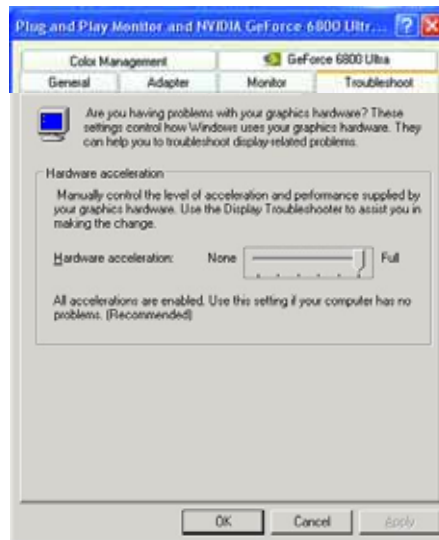 Plug and Play Monitor and NVIDIA GeForce 6800 Ultr...
Color Management
GeForce 6800 Ultra
General
Adapter
Monitor
Troubleshoot
Are you having problems with your graphics hardware? These
settings control how Windows uses your graphics hardware. They
can help you to troubleshoot display-related problems.
Hardware acceleration
Manually control the level of acceleration and performance supplied by
your graphics hardware. Use the Display Troubleshooter to assist you in
making the change.
Hardware acceleration:
None
Full
All accelerations are enabled. Use this setting if your computer has no
problems. (Recommended)
OK
Cancel
Apply